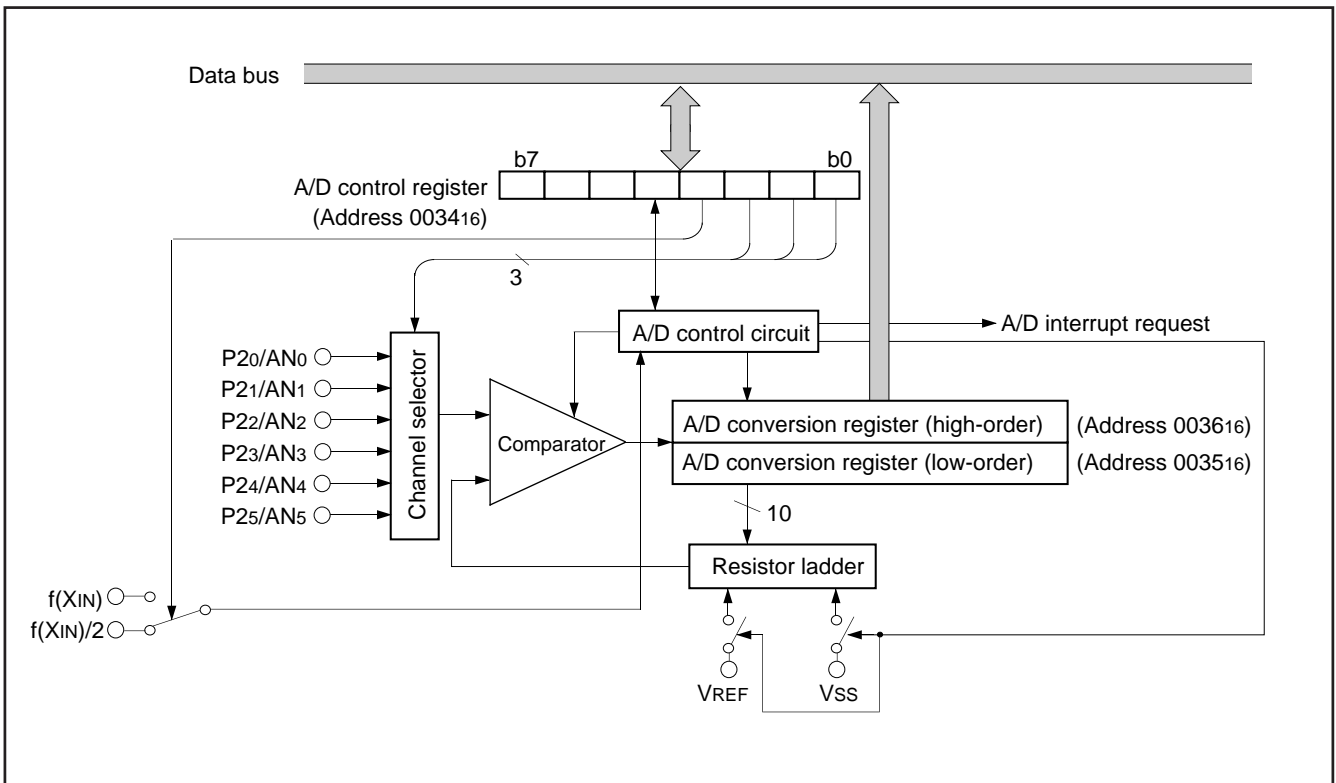 Data bus
b7 b0
A/D control register
(Address 003416)
3
A/D control circuit
A/D interrupt request
P20/AN0
P21/AN1
P22/AN2
P23/AN3
P24/AN4
P25/AN5
Channel selector
Comparator
A/D conversion register (high-order) (Address 003616)
A/D conversion register (low-order) (Address 003516)
10
Resistor ladder
f(XIN)
f(XIN)/2
VREF VSS